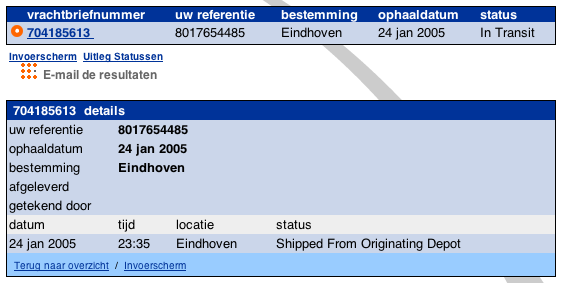 vrachtbriefnummer uw referentie bestemming ophaaldatum status
704185613 8017654485 Eindhoven 24 jan 2005 In Transit
Invoerscherm Uitleg Statussen
E-mail de resultaten
704185613 details
uw referentie 8017654485
ophaaldatum 24 jan 2005
bestemming Eindhoven
afgeleverd
getekend door
datum tijd locatie status
24 jan 2005 23:35 Eindhoven Shipped From Originating Depot
Terug naar overzicht / Invoerscherm